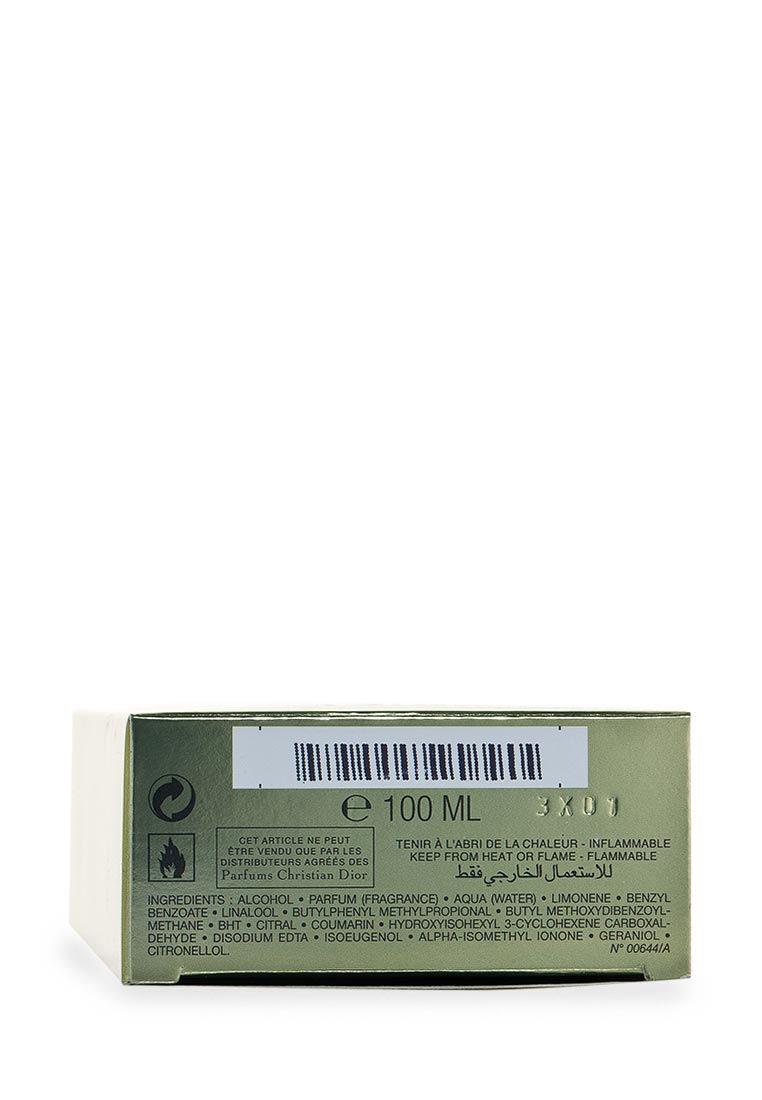 ℮ 100 ML 3X01
CET ARTICLE NE PEUT
ÊTRE VENDU QUE PAR LES
DISTRIBUTEURS AGRÉÉS DES
Parfums Christian Dior
TENIR À L'ABRI DE LA CHALEUR - INFLAMMABLE
KEEP FROM HEAT OR FLAME - FLAMMABLE
للاستعمال الخارجي فقط
INGREDIENTS : ALCOHOL • PARFUM (FRAGRANCE) • AQUA (WATER) • LIMONENE • BENZYL
BENZOATE • LINALOOL • BUTYLPHENYL METHYLPROPIONAL • BUTYL METHOXYDIBENZOYL-
METHANE • BHT • CITRAL • COUMARIN • HYDROXYISOHEXYL 3-CYCLOHEXENE CARBOXAL-
DEHYDE • DISODIUM EDTA • ISOEUGENOL • ALPHA-ISOMETHYL IONONE • GERANIOL •
CITRONELLOL. N° 00644/A